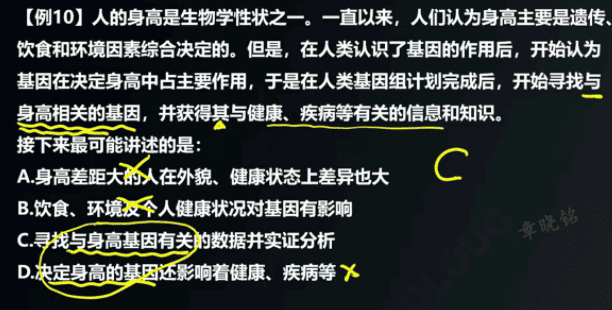 【例10】人的身高是生物学性状之一。一直以来，人们认为身高主要是遗传、
饮食和环境因素综合决定的。但是，在人类认识了基因的作用后，开始认为
基因在决定身高中占主要作用，于是在人类基因组计划完成后，开始寻找与
身高相关的基因，并获得其与健康、疾病等有关的信息和知识。
接下来最可能讲述的是：
A.身高差距大的人在外貌、健康状态上差异也大
B.饮食、环境及个人健康状况对基因有影响
C.寻找与身高基因有关的数据并实证分析
D.决定身高的基因还影响着健康、疾病等
C
章晓铭